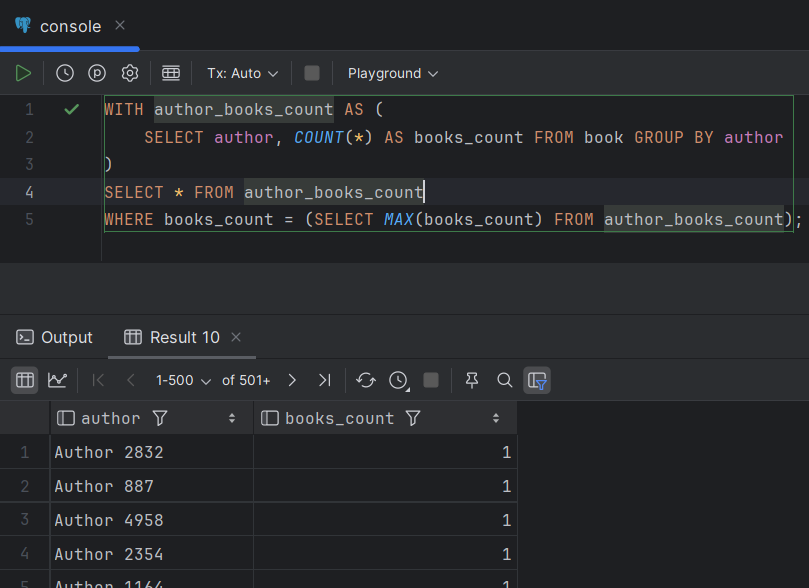 console
Tx: Auto
Playground
1 WITH author_books_count AS (
2 SELECT author, COUNT(*) AS books_count FROM book GROUP BY author
3 )
4 SELECT * FROM author_books_count
5 WHERE books_count = (SELECT MAX(books_count) FROM author_books_count);
Output Result 10
1-500 of 501+
author books_count
1 Author 2832 1
2 Author 887 1
3 Author 4958 1
4 Author 2354 1
5 Author 1164 1